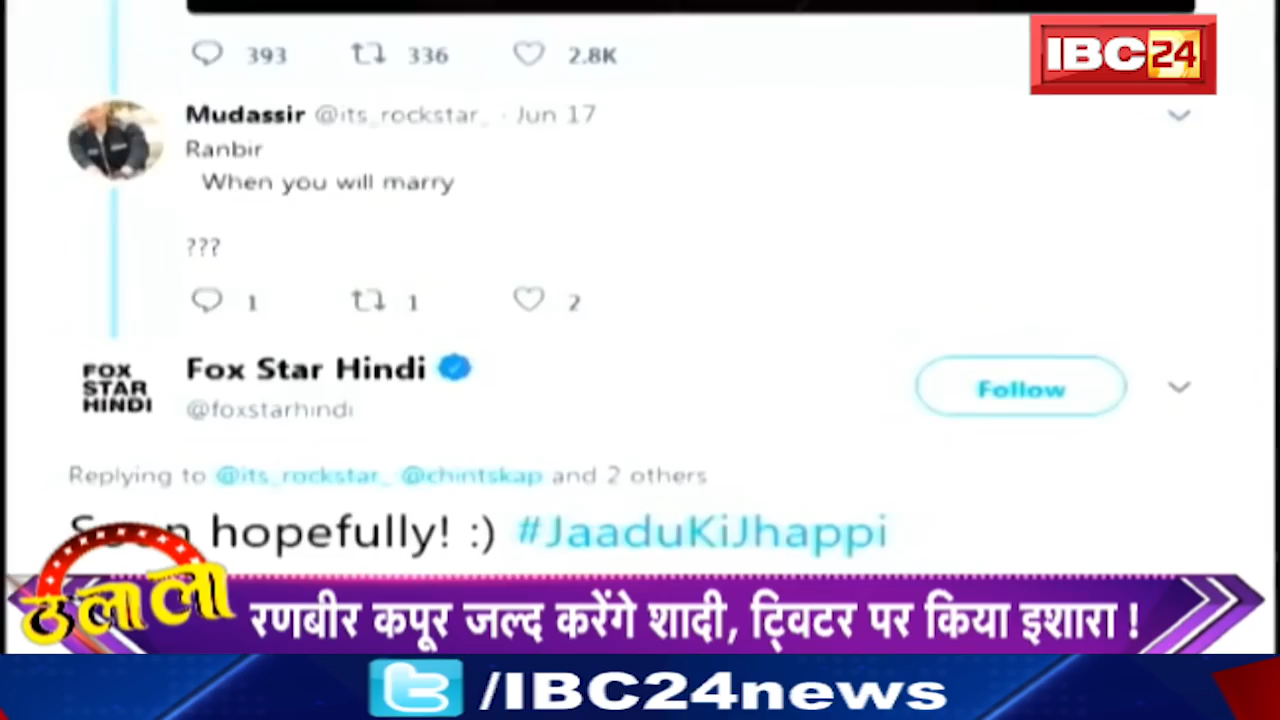 393 336 2.8K
IBC24
Mudassir @its_rockstar_ · Jun 17
Ranbir
When you will marry
???
1 1 2
FOX
STAR
HINDI
Fox Star Hindi
@foxstarhindi
Follow
Replying to @its_rockstar_ @chintskap and 2 others
hopefully! :) #JaaduKiJhappi
उ लाला
रणबीर कपूर जल्द करेंगे शादी, ट्विटर पर किया इशारा !
/IBC24news